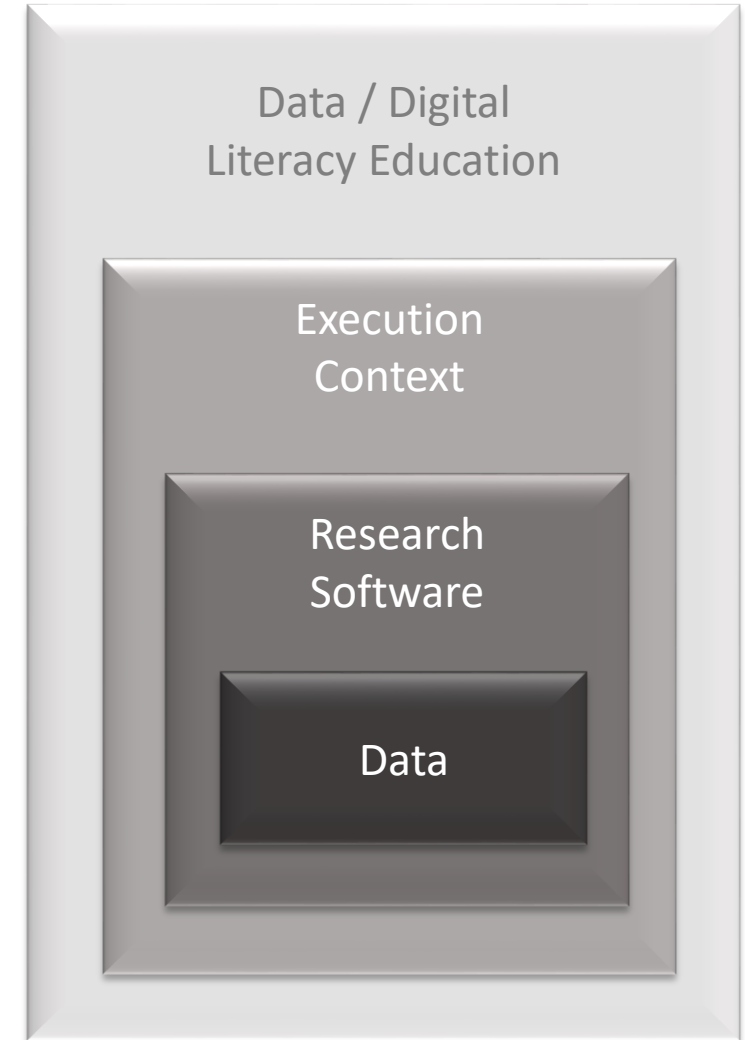 Data / Digital
Literacy Education
Execution
Context
Research
Software
Data